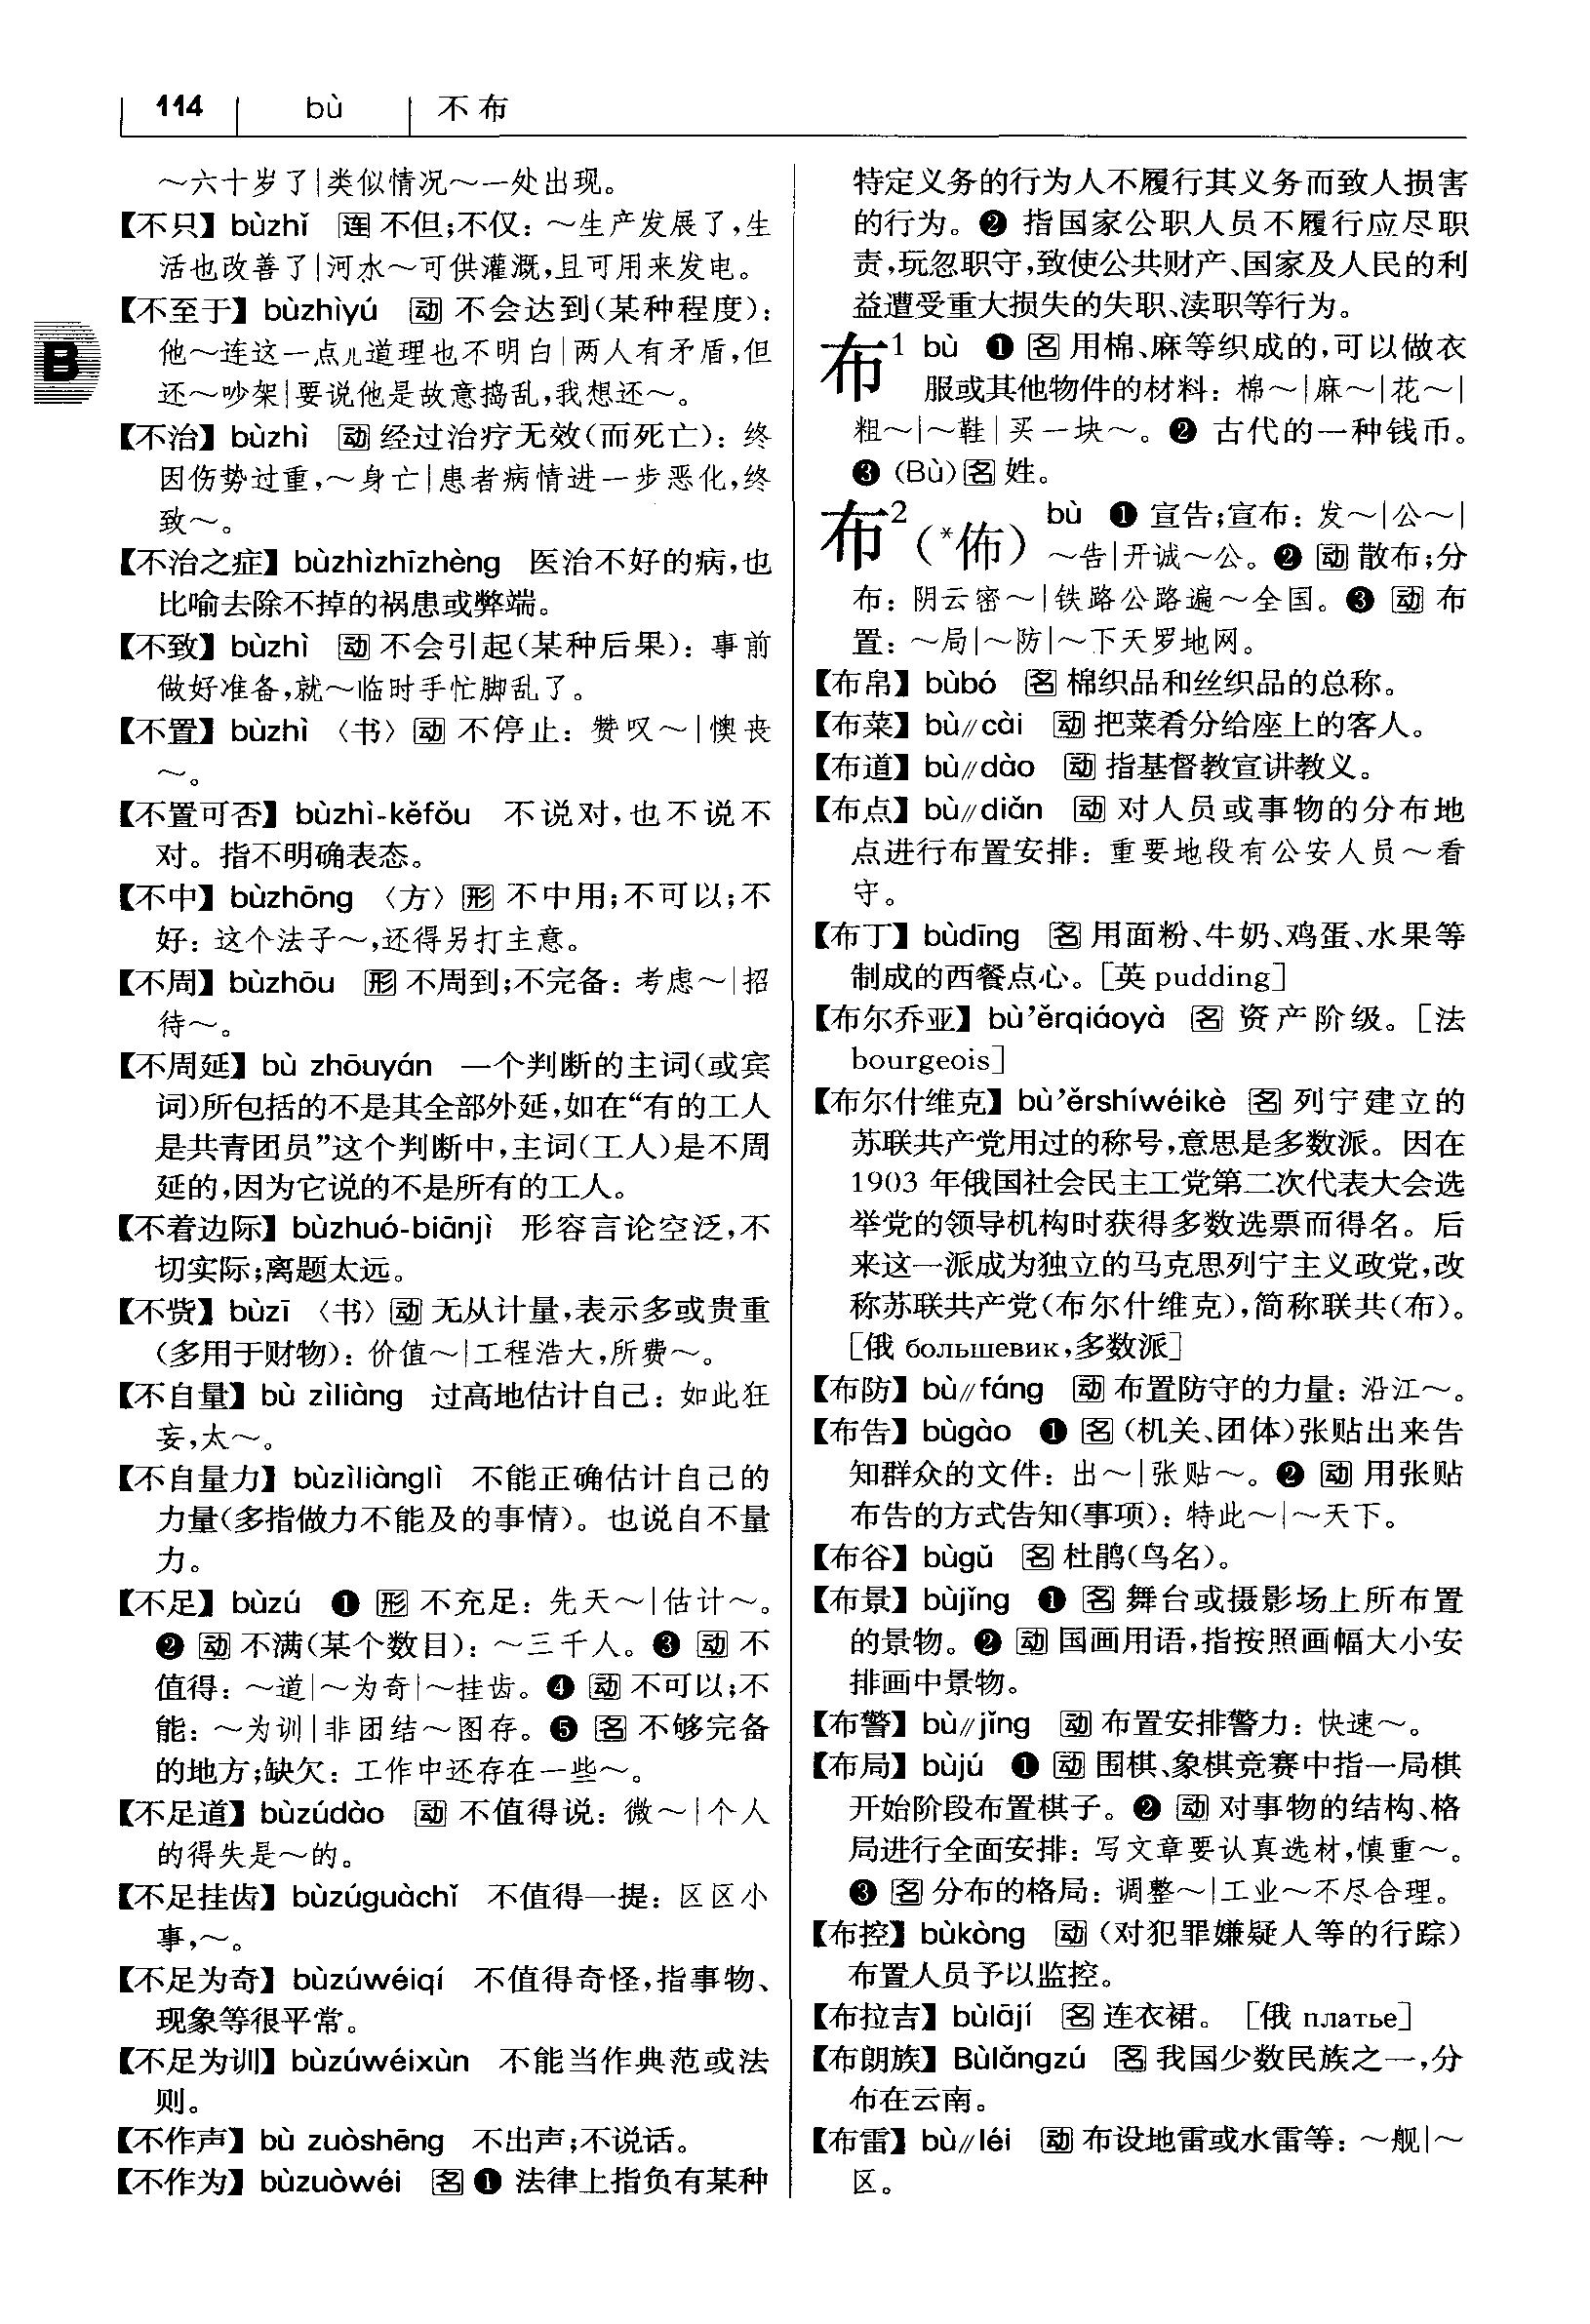 114 bù 不布
～六十岁了|类似情况～一处出现。
【不只】bùzhǐ 连 不但;不仅：～生产发展了,生
活也改善了|河水～可供灌溉,且可用来发电。
【不至于】bùzhìyú 动 不会达到(某种程度)：
他～连这一点儿道理也不明白|两人有矛盾,但
还～吵架|要说他是故意捣乱,我想还～。
【不治】bùzhì 动 经过治疗无效(而死亡)：终
因伤势过重,～身亡|患者病情进一步恶化,终
致～。
【不治之症】bùzhìzhīzhèng 医治不好的病,也
比喻去除不掉的祸患或弊端。
【不致】bùzhì 动 不会引起(某种后果)：事前
做好准备,就～临时手忙脚乱了。
【不置】bùzhì 〈书〉动 不停止：赞叹～|懊丧
～。
【不置可否】bùzhì-kěfǒu 不说对,也不说不
对。指不明确表态。
【不中】bùzhōng 〈方〉形 不中用;不可以;不
好：这个法子～,还得另打主意。
【不周】bùzhōu 形 不周到;不完备：考虑～|招
待～。
【不周延】bù zhōuyán 一个判断的主词(或宾
词)所包括的不是其全部外延,如在“有的工人
是共青团员”这个判断中,主词(工人)是不周
延的,因为它说的不是所有的工人。
【不着边际】bùzhuó-biānjì 形容言论空泛,不
切实际;离题太远。
【不赀】bùzī 〈书〉动 无从计量,表示多或贵重
(多用于财物)：价值～|工程浩大,所费～。
【不自量】bù zìliàng 过高地估计自己：如此狂
妄,太～。
【不自量力】bùzìliànglì 不能正确估计自己的
力量(多指做力不能及的事情)。也说自不量
力。
【不足】bùzú ❶ 形 不充足：先天～|估计～。
❷ 动 不满(某个数目)：～三千人。❸ 动 不
值得：～道|～为奇|～挂齿。❹ 动 不可以;不
能：～为训|非团结～图存。❺ 名 不够完备
的地方;缺欠：工作中还存在一些～。
【不足道】bùzúdào 动 不值得说：微～|个人
的得失是～的。
【不足挂齿】bùzúguàchǐ 不值得一提：区区小
事,～。
【不足为奇】bùzúwéiqí 不值得奇怪,指事物、
现象等很平常。
【不足为训】bùzúwéixùn 不能当作典范或法
则。
【不作声】bù zuòshēng 不出声;不说话。
【不作为】bùzuòwéi 名 ❶ 法律上指负有某种
特定义务的行为人不履行其义务而致人损害
的行为。❷ 指国家公职人员不履行应尽职
责,玩忽职守,致使公共财产、国家及人民的利
益遭受重大损失的失职、渎职等行为。
布¹ bù ❶ 名 用棉、麻等织成的,可以做衣
服或其他物件的材料：棉～|麻～|花～|
粗～|～鞋|买一块～。❷ 古代的一种钱币。
❸ (Bù)名 姓。
布²(*佈) bù ❶ 宣告;宣布：发～|公～|
～告|开诚～公。❷ 动 散布;分
布：阴云密～|铁路公路遍～全国。❸ 动 布
置：～局|～防|～下天罗地网。
【布帛】bùbó 名 棉织品和丝织品的总称。
【布菜】bù//cài 动 把菜肴分给座上的客人。
【布道】bù//dào 动 指基督教宣讲教义。
【布点】bù//diǎn 动 对人员或事物的分布地
点进行布置安排：重要地段有公安人员～看
守。
【布丁】bùdīng 名 用面粉、牛奶、鸡蛋、水果等
制成的西餐点心。[英 pudding]
【布尔乔亚】bù’ěrqiáoyà 名 资产阶级。[法
bourgeois]
【布尔什维克】bù’ěrshíwéikè 名 列宁建立的
苏联共产党用过的称号,意思是多数派。因在
1903 年俄国社会民主工党第二次代表大会选
举党的领导机构时获得多数选票而得名。后
来这一派成为独立的马克思列宁主义政党,改
称苏联共产党(布尔什维克),简称联共(布)。
[俄 большевик,多数派]
【布防】bù//fáng 动 布置防守的力量：沿江～。
【布告】bùgào ❶ 名 (机关、团体)张贴出来告
知群众的文件：出～|张贴～。❷ 动 用张贴
布告的方式告知(事项)：特此～|～天下。
【布谷】bùgǔ 名 杜鹃(鸟名)。
【布景】bùjǐng ❶ 名 舞台或摄影场上所布置
的景物。❷ 动 国画用语,指按照画幅大小安
排画中景物。
【布警】bù//jǐng 动 布置安排警力：快速～。
【布局】bùjú ❶ 动 围棋、象棋竞赛中指一局棋
开始阶段布置棋子。❷ 动 对事物的结构、格
局进行全面安排：写文章要认真选材,慎重～。
❸ 名 分布的格局：调整～|工业～不尽合理。
【布控】bùkòng 动 (对犯罪嫌疑人等的行踪)
布置人员予以监控。
【布拉吉】bùlājí 名 连衣裙。[俄 платье]
【布朗族】Bùlǎngzú 名 我国少数民族之一,分
布在云南。
【布雷】bù//léi 动 布设地雷或水雷等：～舰|～
区。
B